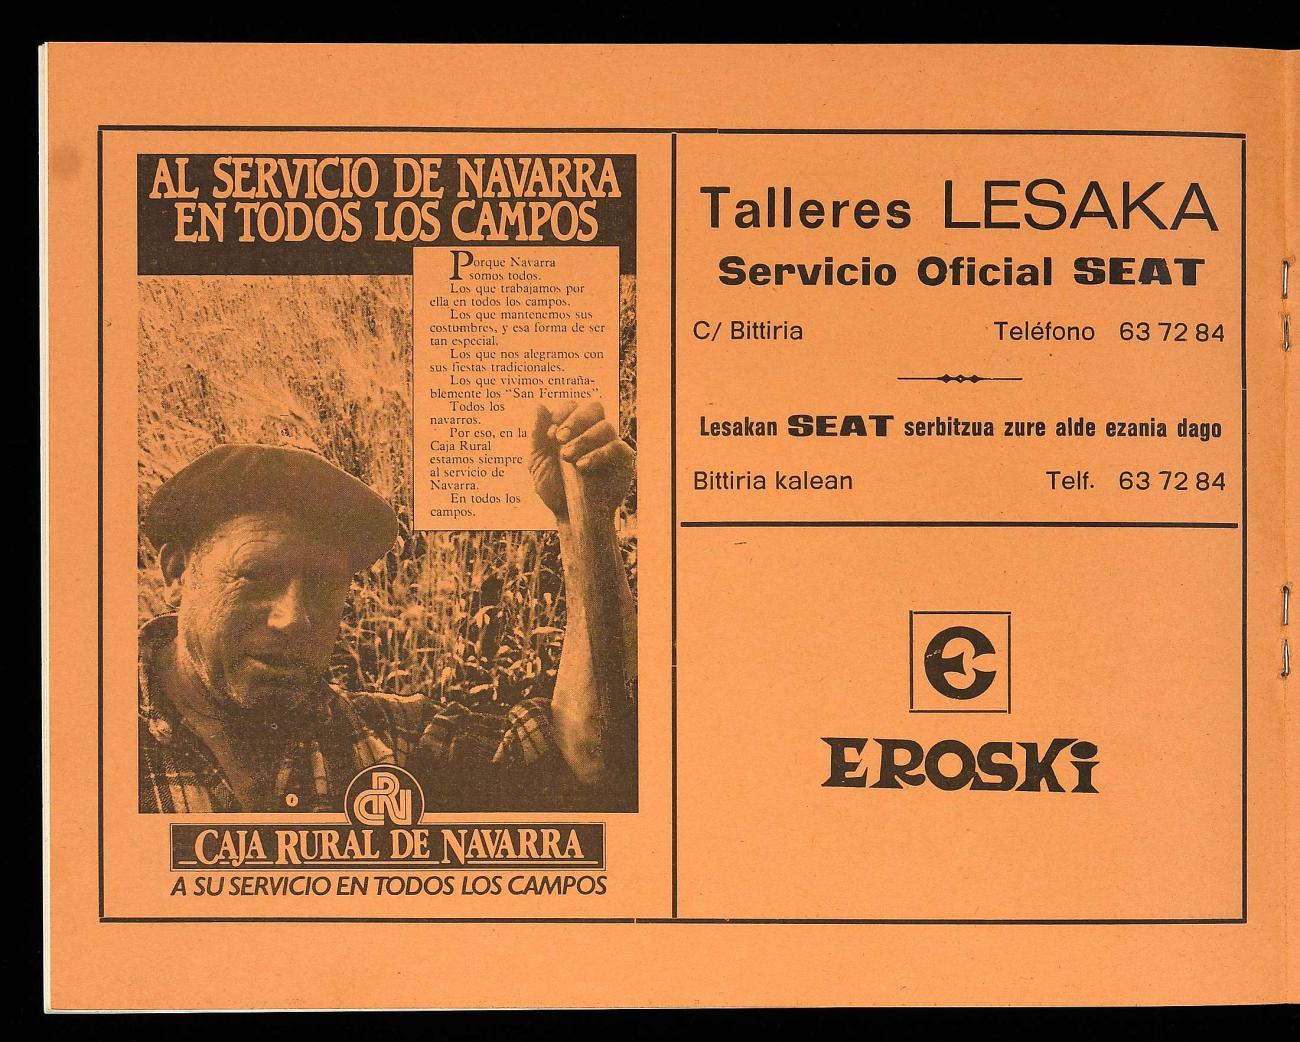 AL SERVICIO DE NAVARRA
EN TODOS LOS CAMPOS
Porque Navarra
somos todos.
Los que trabajamos por
ella en todos los campos.
Los que mantenemos sus
costumbres, y esa forma de ser
tan especial.
Los que nos alegramos con
sus fiestas tradicionales.
Los que vivimos entraña-
blemente los "San Fermines".
Todos los
navarros.
Por eso, en la
Caja Rural
estamos siempre
al servicio de
Navarra.
En todos los
campos.
CRN
CAJA RURAL DE NAVARRA
A SU SERVICIO EN TODOS LOS CAMPOS
Talleres LESAKA
Servicio Oficial SEAT
C/ Bittiria Teléfono 63 72 84
Lesakan SEAT serbitzua zure alde ezania dago
Bittiria kalean Telf. 63 72 84
E
EROSKi